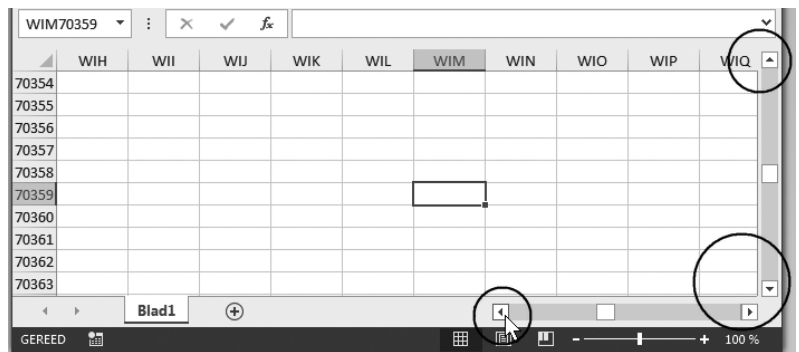 WIM70359 fx
WIH WII WIJ WIK WIL WIM WIN WIO WIP WIQ
70354
70355
70356
70357
70358
70359
70360
70361
70362
70363
Blad1
GEREED 100 %